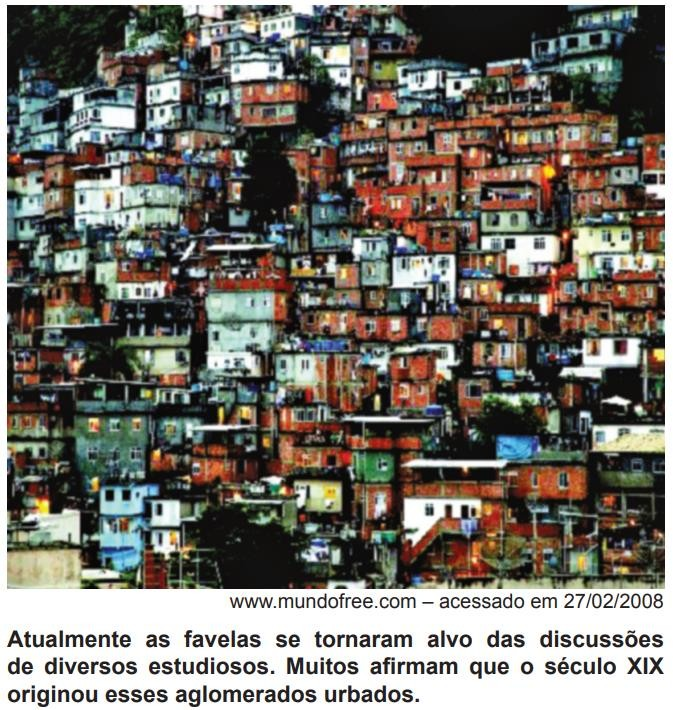 www.mundofree.com – acessado em 27/02/2008
Atualmente as favelas se tornaram alvo das discussões
de diversos estudiosos. Muitos afirmam que o século XIX
originou esses aglomerados urbados.